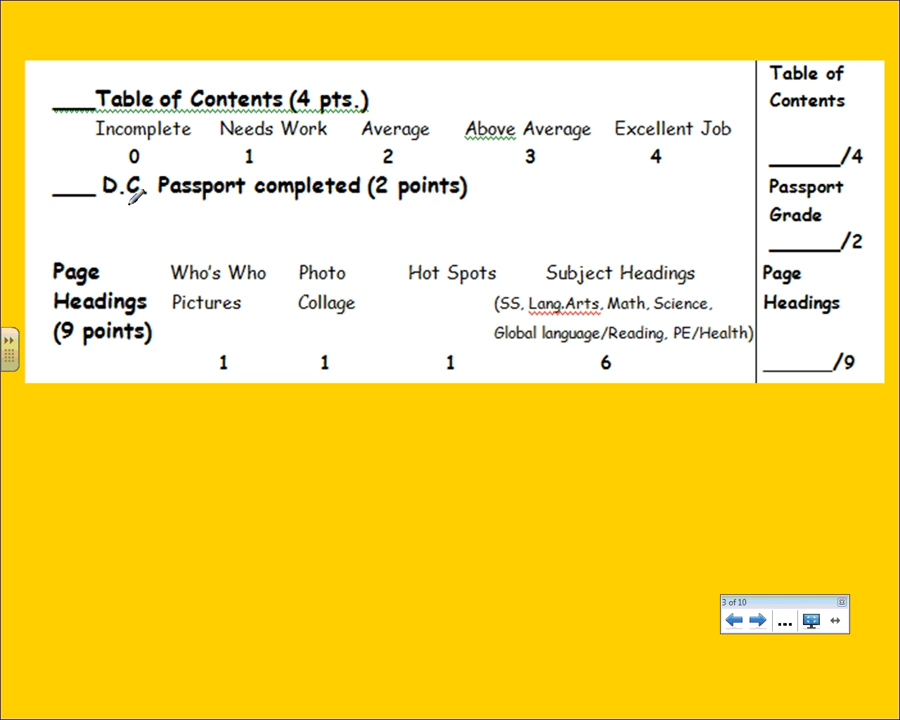 ___Table of Contents (4 pts.)
Incomplete Needs Work Average Above Average Excellent Job
0 1 2 3 4
___ D.C. Passport completed (2 points)
Table of
Contents
______/4
Passport
Grade
______/2
Page Who's Who Photo Hot Spots Subject Headings
Headings Pictures Collage (SS, Lang.Arts, Math, Science,
(9 points) Global language/Reading, PE/Health)
1 1 1 6
Page
Headings
______/9
3 of 10
...